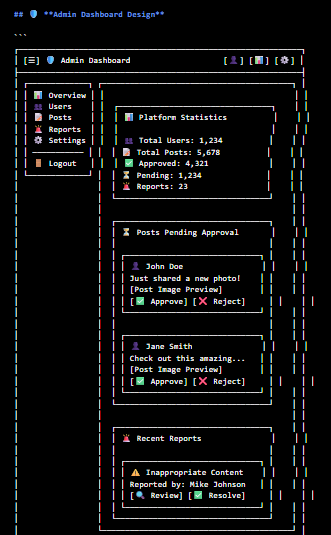 ## 🛡️ **Admin Dashboard Design**
```
[☰] 🛡️ Admin Dashboard [👤] [📊] [⚙️]
📊 Overview
👥 Users
📝 Posts
🚨 Reports
⚙️ Settings
🚪 Logout
📊 Platform Statistics
👥 Total Users: 1,234
📝 Total Posts: 5,678
✅ Approved: 4,321
⏳ Pending: 1,234
🚨 Reports: 23
⏳ Posts Pending Approval
👤 John Doe
Just shared a new photo!
[Post Image Preview]
[✅ Approve] [❌ Reject]
👤 Jane Smith
Check out this amazing...
[Post Image Preview]
[✅ Approve] [❌ Reject]
🚨 Recent Reports
⚠️ Inappropriate Content
Reported by: Mike Johnson
[🔍 Review] [✅ Resolve]